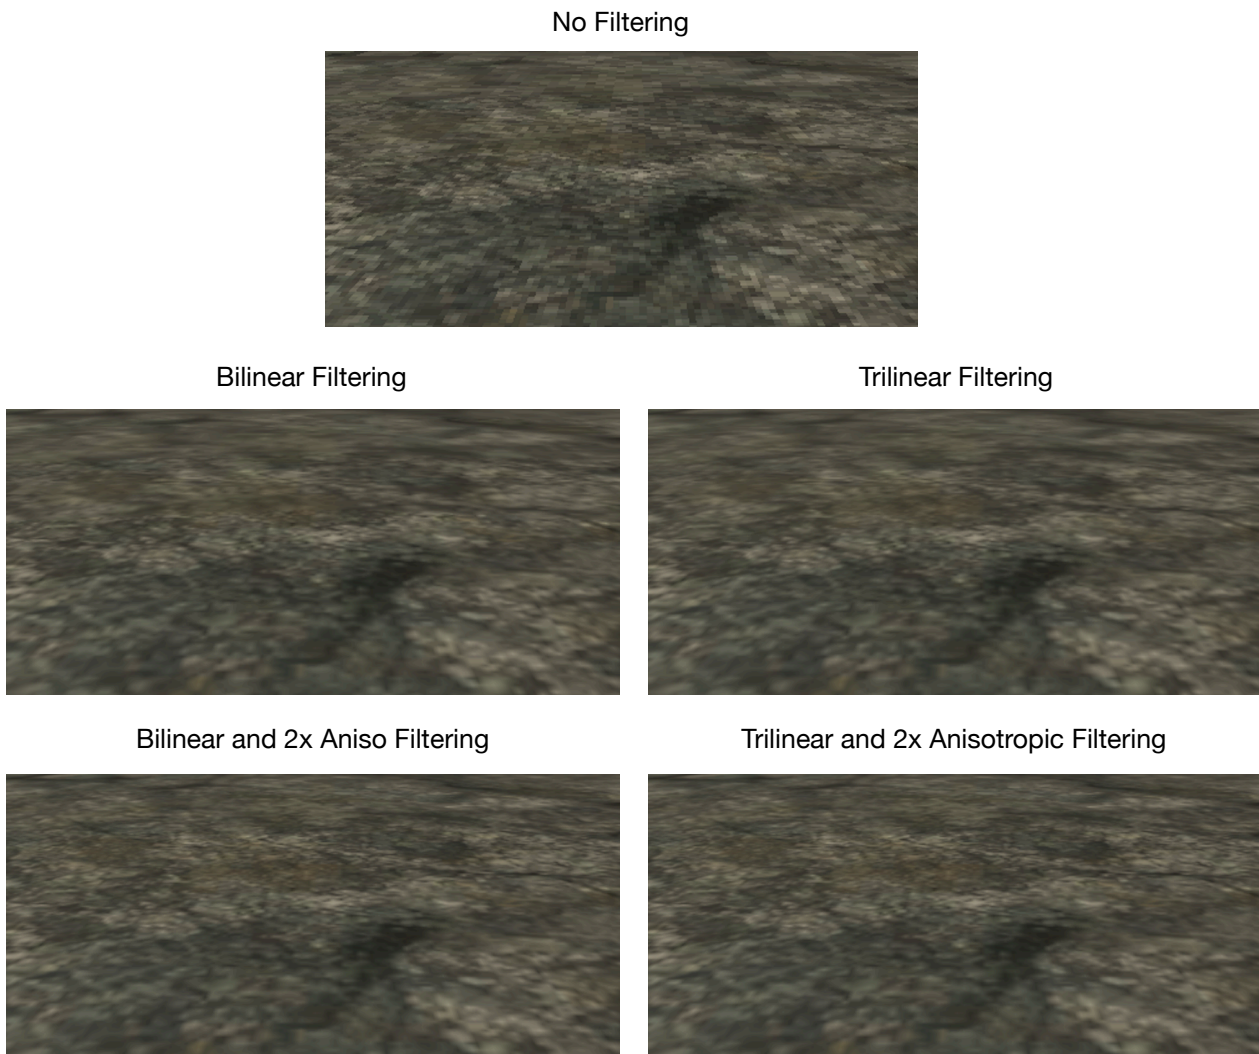 No Filtering
Bilinear Filtering
Trilinear Filtering
Bilinear and 2x Aniso Filtering
Trilinear and 2x Anisotropic Filtering